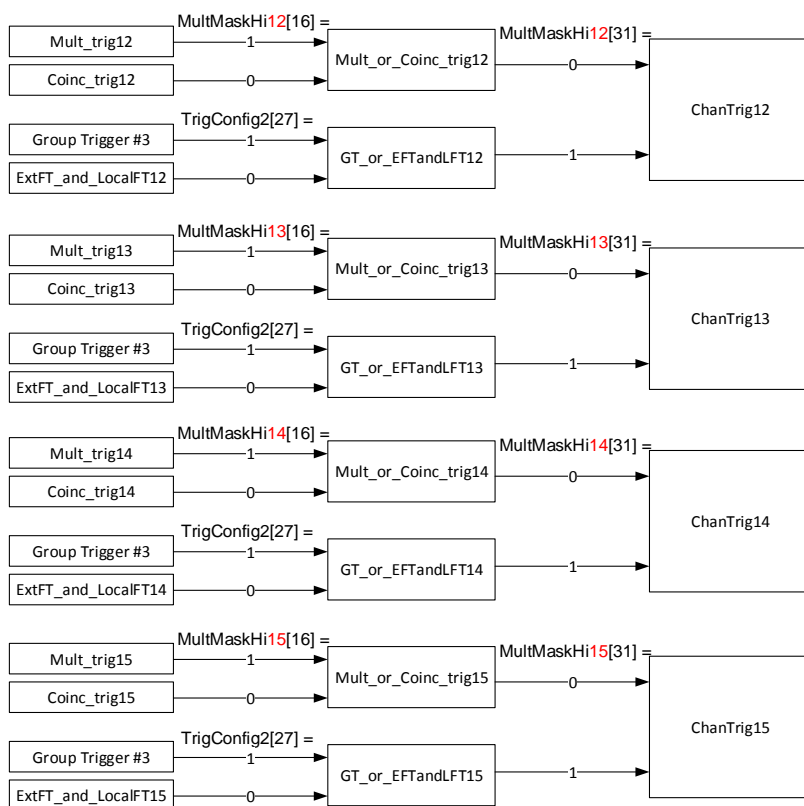 MultMaskHi12[16] =
MultMaskHi12[31] =
Mult_trig12
1
Mult_or_Coinc_trig12
0
Coinc_trig12
0
ChanTrig12
TrigConfig2[27] =
Group Trigger #3
1
GT_or_EFTandLFT12
1
ExtFT_and_LocalFT12
0
MultMaskHi13[16] =
MultMaskHi13[31] =
Mult_trig13
1
Mult_or_Coinc_trig13
0
Coinc_trig13
0
ChanTrig13
TrigConfig2[27] =
Group Trigger #3
1
GT_or_EFTandLFT13
1
ExtFT_and_LocalFT13
0
MultMaskHi14[16] =
MultMaskHi14[31] =
Mult_trig14
1
Mult_or_Coinc_trig14
0
Coinc_trig14
0
ChanTrig14
TrigConfig2[27] =
Group Trigger #3
1
GT_or_EFTandLFT14
1
ExtFT_and_LocalFT14
0
MultMaskHi15[16] =
MultMaskHi15[31] =
Mult_trig15
1
Mult_or_Coinc_trig15
0
Coinc_trig15
0
ChanTrig15
TrigConfig2[27] =
Group Trigger #3
1
GT_or_EFTandLFT15
1
ExtFT_and_LocalFT15
0